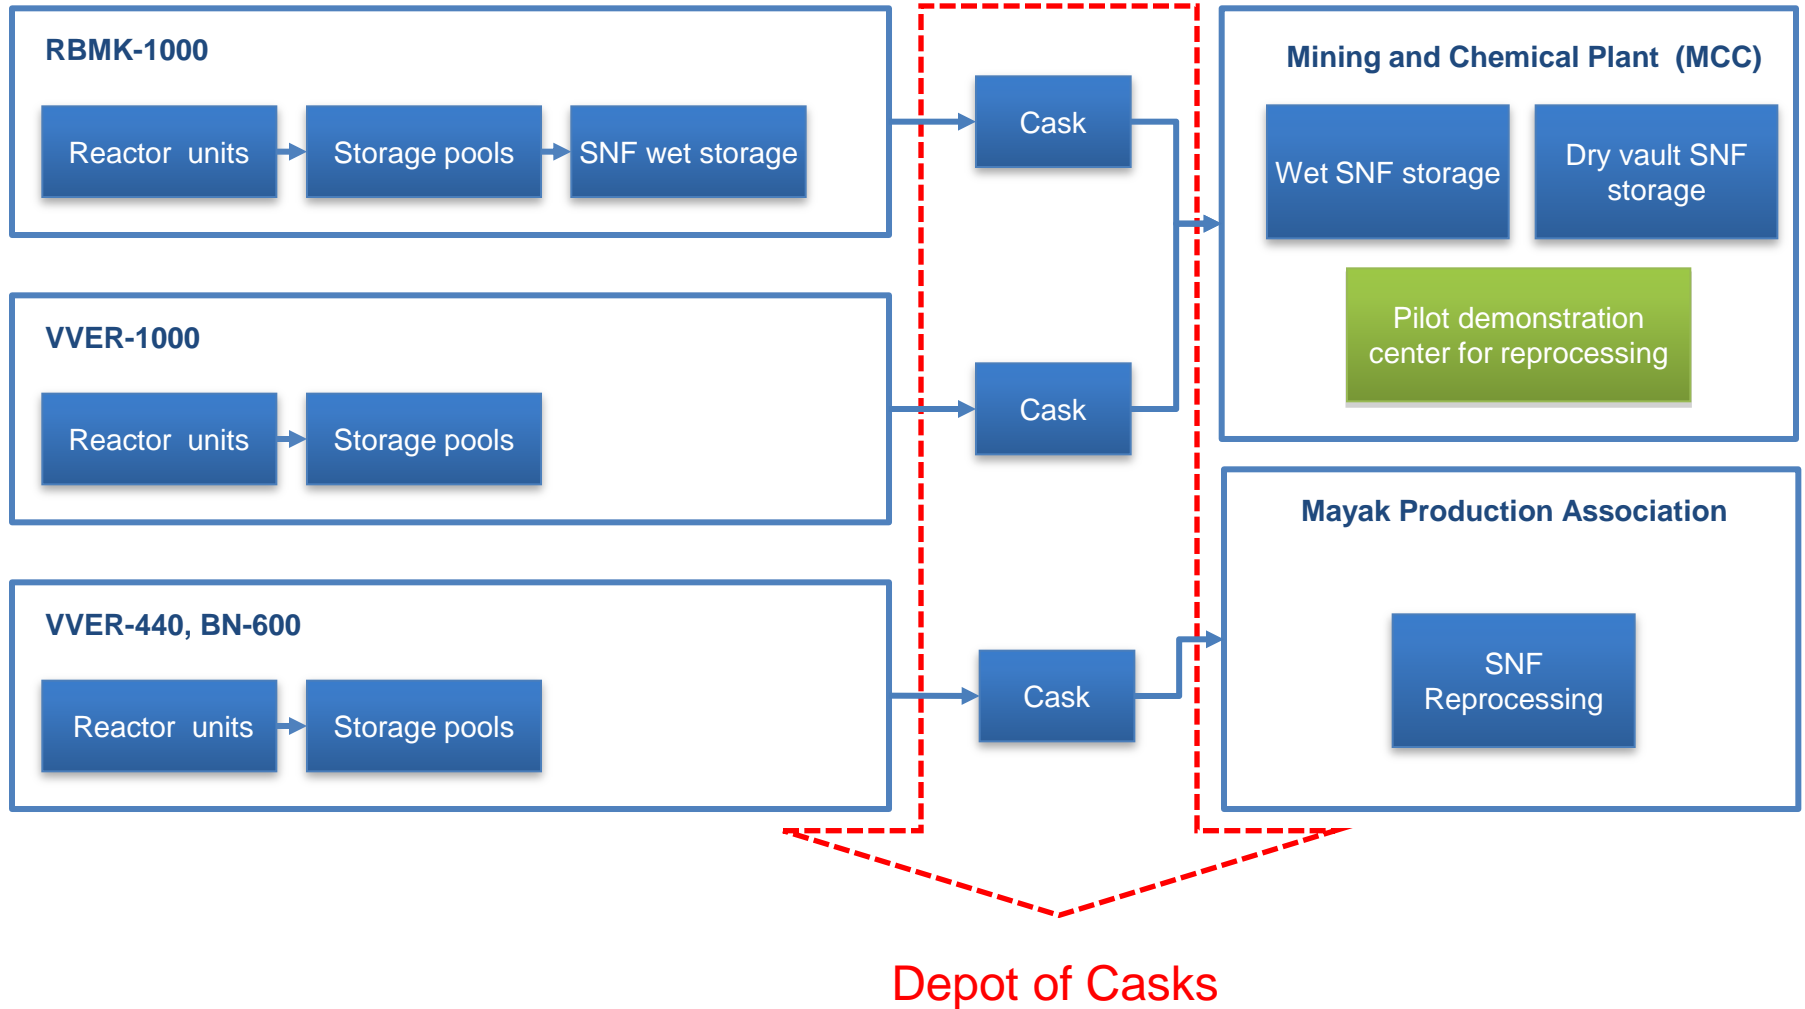 RBMK-1000
Reactor units
Storage pools
SNF wet storage
Cask
Mining and Chemical Plant (MCC)
Wet SNF storage
Dry vault SNF
storage
Pilot demonstration
center for reprocessing
VVER-1000
Reactor units
Storage pools
Cask
Mayak Production Association
SNF
Reprocessing
VVER-440, BN-600
Reactor units
Storage pools
Cask
Depot of Casks